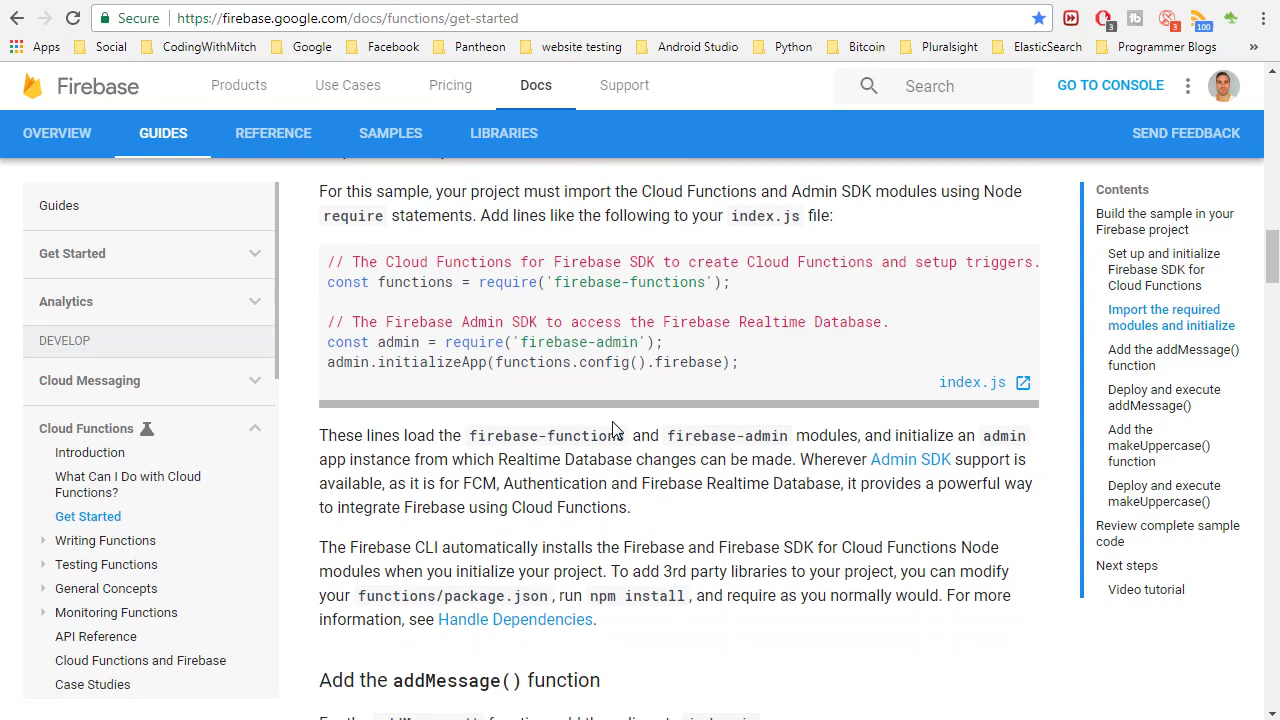 Secure https://firebase.google.com/docs/functions/get-started
3 3 100
Apps Social CodingWithMitch Google Facebook Pantheon website testing Android Studio Python Bitcoin Pluralsight ElasticSearch Programmer Blogs »
Firebase Products Use Cases Pricing Docs Support Search GO TO CONSOLE
OVERVIEW GUIDES REFERENCE SAMPLES LIBRARIES SEND FEEDBACK
Guides
Get Started
Analytics
DEVELOP
Cloud Messaging
Cloud Functions
Introduction
What Can I Do with Cloud
Functions?
Get Started
Writing Functions
Testing Functions
General Concepts
Monitoring Functions
API Reference
Cloud Functions and Firebase
Case Studies
For this sample, your project must import the Cloud Functions and Admin SDK modules using Node
require statements. Add lines like the following to your index.js file:
// The Cloud Functions for Firebase SDK to create Cloud Functions and setup triggers.
const functions = require('firebase-functions');
// The Firebase Admin SDK to access the Firebase Realtime Database.
const admin = require('firebase-admin');
admin.initializeApp(functions.config().firebase);
index.js
These lines load the firebase-functions and firebase-admin modules, and initialize an admin
app instance from which Realtime Database changes can be made. Wherever Admin SDK support is
available, as it is for FCM, Authentication and Firebase Realtime Database, it provides a powerful way
to integrate Firebase using Cloud Functions.
The Firebase CLI automatically installs the Firebase and Firebase SDK for Cloud Functions Node
modules when you initialize your project. To add 3rd party libraries to your project, you can modify
your functions/package.json, run npm install, and require as you normally would. For more
information, see Handle Dependencies.
Add the addMessage() function
Contents
Build the sample in your
Firebase project
Set up and initialize
Firebase SDK for
Cloud Functions
Import the required
modules and initialize
Add the addMessage()
function
Deploy and execute
addMessage()
Add the
makeUppercase()
function
Deploy and execute
makeUppercase()
Review complete sample
code
Next steps
Video tutorial